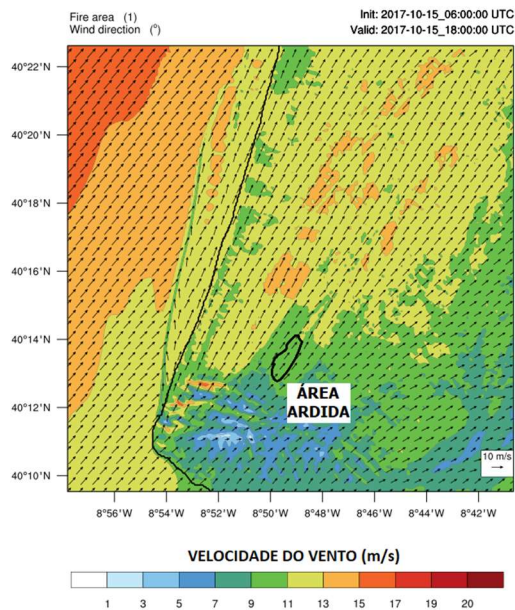 Fire area (1)
Wind direction (°)
Init: 2017-10-15_06:00:00 UTC
Valid: 2017-10-15_18:00:00 UTC
40°22'N
40°20'N
40°18'N
40°16'N
40°14'N
40°12'N
40°10'N
ÁREA
ARDIDA
10 m/s
8°56'W 8°54'W 8°52'W 8°50'W 8°48'W 8°46'W 8°44'W 8°42'W
VELOCIDADE DO VENTO (m/s)
1 3 5 7 9 11 13 15 17 19 20